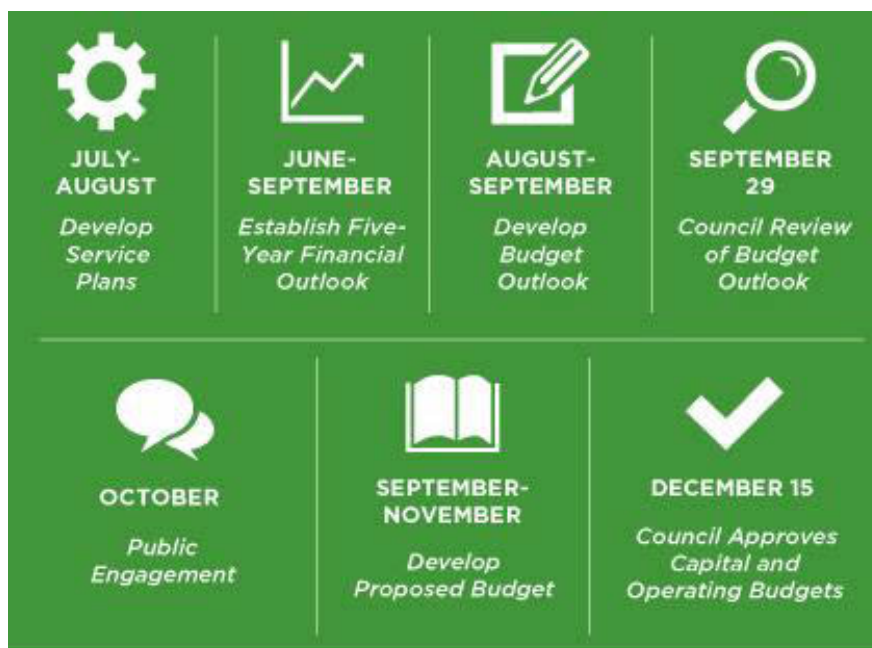 JULY-
AUGUST
Develop
Service
Plans
JUNE-
SEPTEMBER
Establish Five-
Year Financial
Outlook
AUGUST-
SEPTEMBER
Develop
Budget
Outlook
SEPTEMBER
29
Council Review
of Budget
Outlook
OCTOBER
Public
Engagement
SEPTEMBER-
NOVEMBER
Develop
Proposed Budget
DECEMBER 15
Council Approves
Capital and
Operating Budgets